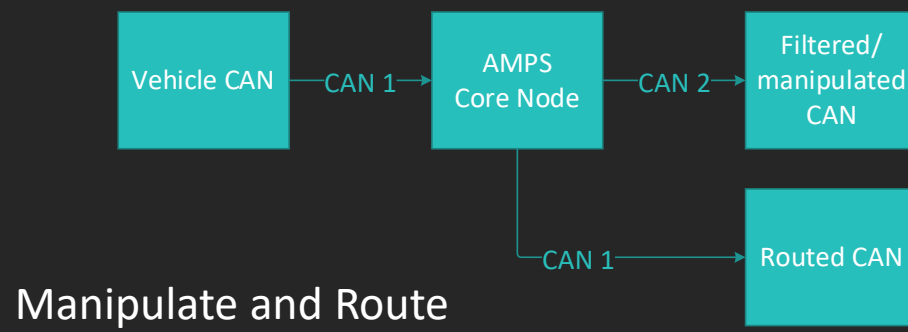 Vehicle CAN
CAN 1
AMPS
Core Node
CAN 2
Filtered/
manipulated
CAN
CAN 1
Routed CAN
Manipulate and Route